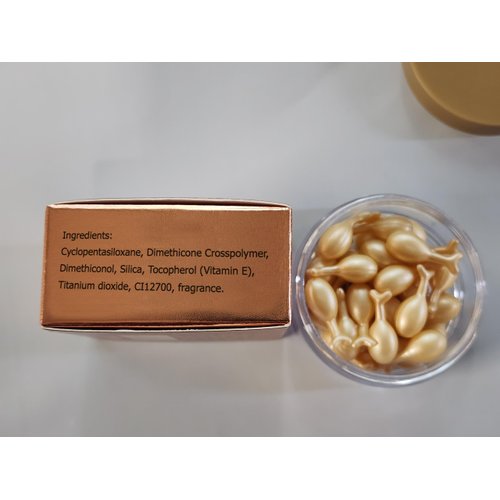 Ingredients:
Cyclopentasiloxane, Dimethicone Crosspolymer,
Dimethiconol, Silica, Tocopherol (Vitamin E),
Titanium dioxide, CI12700, fragrance.